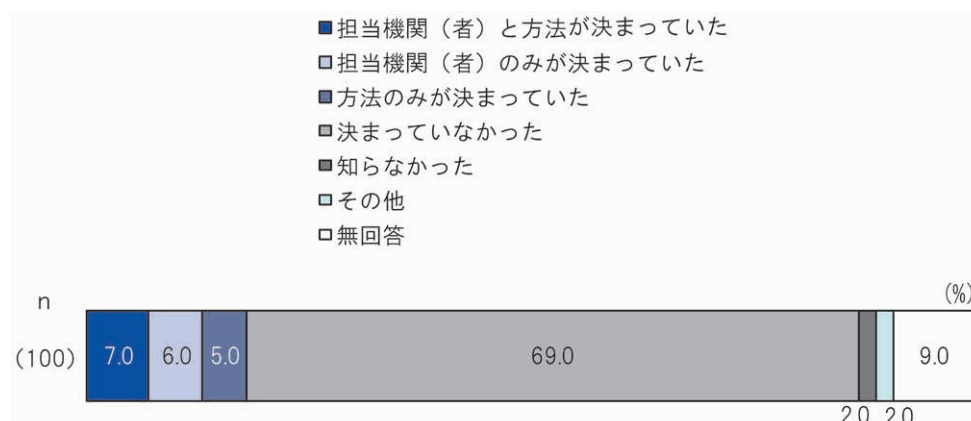 ■担当機関（者）と方法が決まっていた
■担当機関（者）のみが決まっていた
■方法のみが決まっていた
■決まっていなかった
■知らなかった
□その他
□無回答
n
(%)
(100) 7.0 6.0 5.0 69.0 9.0
2.0 2.0